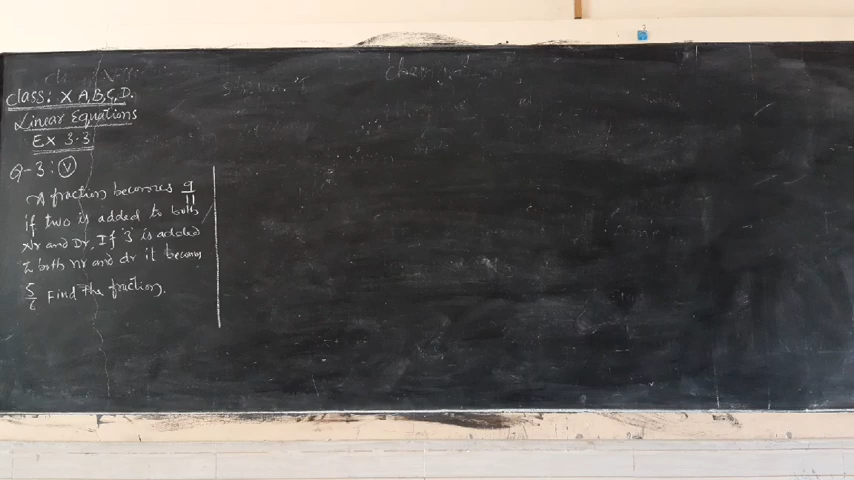 class: X A,B,C,D.
Linear Equations
Ex 3.3
Q-3: (v)
A fraction becomes 9/11
if two is added to both
Nr and Dr, If '3' is added
to both nr and dr it becomes
5/6 Find the fraction.